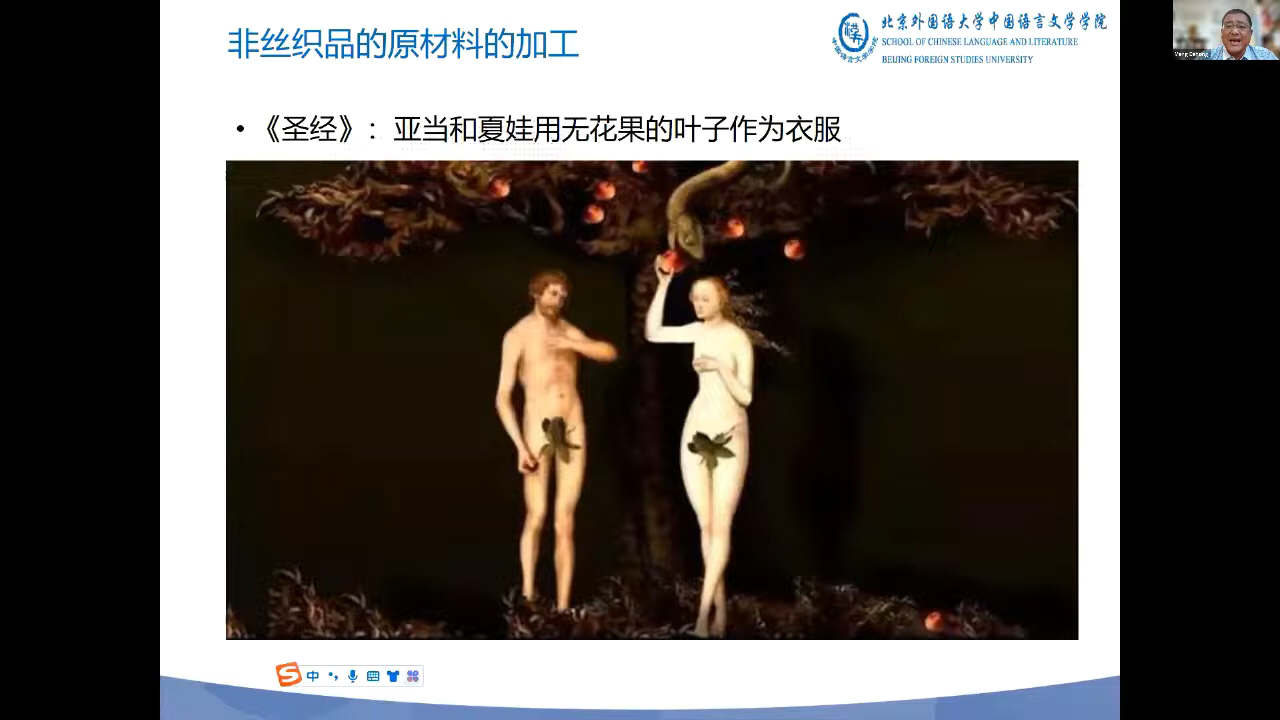 非丝织品的原材料的加工
北京外国语大学中国语言文学学院
SCHOOL OF CHINESE LANGUAGE AND LITERATURE
BEIJING FOREIGN STUDIES UNIVERSITY
• 《圣经》：亚当和夏娃用无花果的叶子作为衣服
S 中